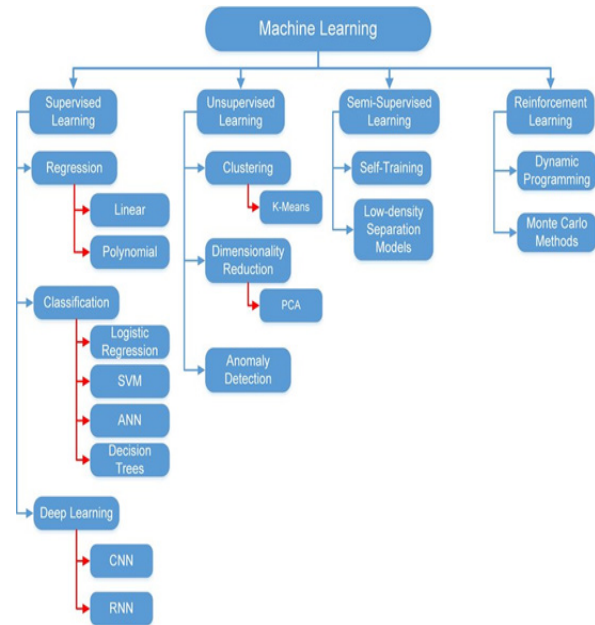 Machine Learning
Supervised
Learning
Regression
Linear
Polynomial
Classification
Logistic
Regression
SVM
ANN
Decision
Trees
Deep Learning
CNN
RNN
Unsupervised
Learning
Clustering
K-Means
Dimensionality
Reduction
PCA
Anomaly
Detection
Semi-Supervised
Learning
Self-Training
Low-density
Separation
Models
Reinforcement
Learning
Dynamic
Programming
Monte Carlo
Methods